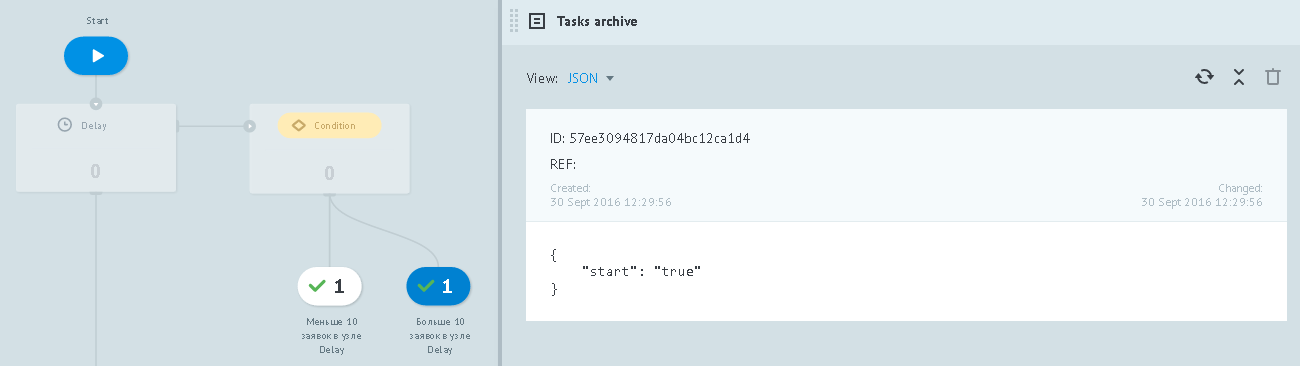 Start
Delay
0
Condition
0
1
Меньше 10
заявок в узле
Delay
1
Больше 10
заявок в узле
Delay
Tasks archive
View: JSON
ID: 57ee3094817da04bc12ca1d4
REF:
Created:
30 Sept 2016 12:29:56
Changed:
30 Sept 2016 12:29:56
{
"start": "true"
}